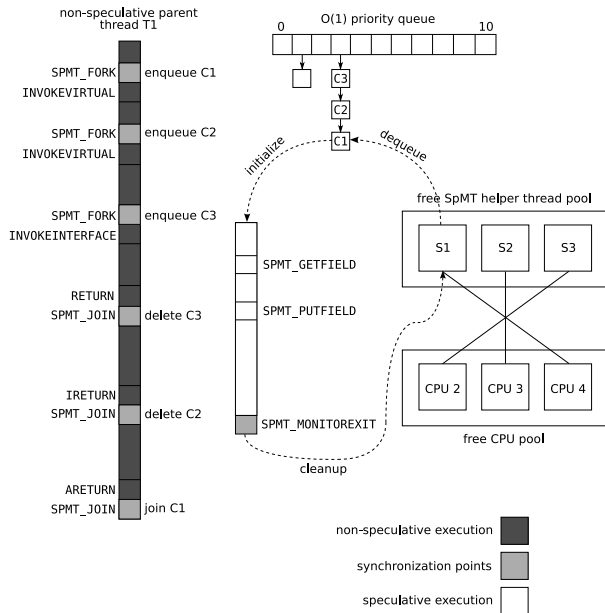 non-speculative parent
thread T1
SPMT_FORK enqueue C1
INVOKEVIRTUAL
SPMT_FORK enqueue C2
INVOKEVIRTUAL
SPMT_FORK enqueue C3
INVOKEINTERFACE
RETURN
SPMT_JOIN delete C3
IRETURN
SPMT_JOIN delete C2
ARETURN
SPMT_JOIN join C1
O(1) priority queue
0 10
C3
C2
C1
initialize
dequeue
SPMT_GETFIELD
SPMT_PUTFIELD
SPMT_MONITOREXIT
cleanup
free SpMT helper thread pool
S1 S2 S3
CPU 2 CPU 3 CPU 4
free CPU pool
non-speculative execution
synchronization points
speculative execution